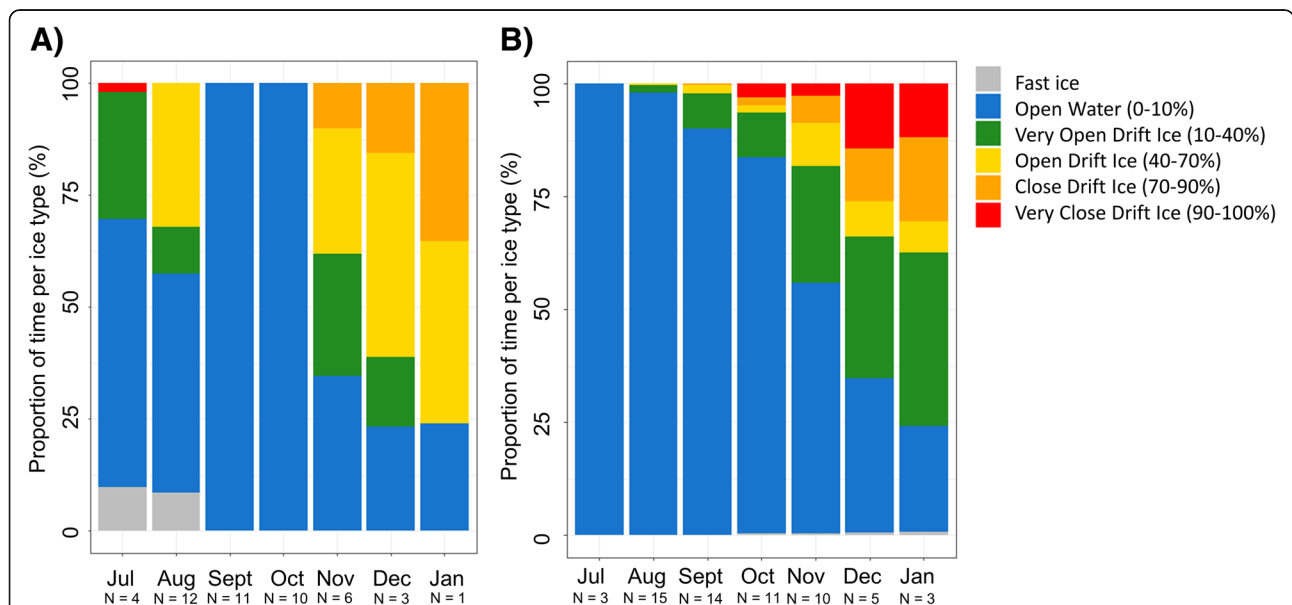 A)
Proportion of time per ice type (%)
100
75
50
25
0
Jul Aug Sept Oct Nov Dec Jan
N = 4 N = 12 N = 11 N = 10 N = 6 N = 3 N = 1
B)
Proportion of time per ice type (%)
100
75
50
25
0
Jul Aug Sept Oct Nov Dec Jan
N = 3 N = 15 N = 14 N = 11 N = 10 N = 5 N = 3
Fast ice
Open Water (0-10%)
Very Open Drift Ice (10-40%)
Open Drift Ice (40-70%)
Close Drift Ice (70-90%)
Very Close Drift Ice (90-100%)